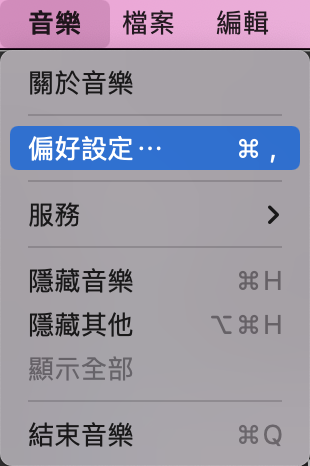 音樂 檔案 編輯
關於音樂
偏好設定⋯ ⌘ ,
服務
隱藏音樂 ⌘H
隱藏其他 ⌥⌘H
顯示全部
結束音樂 ⌘Q